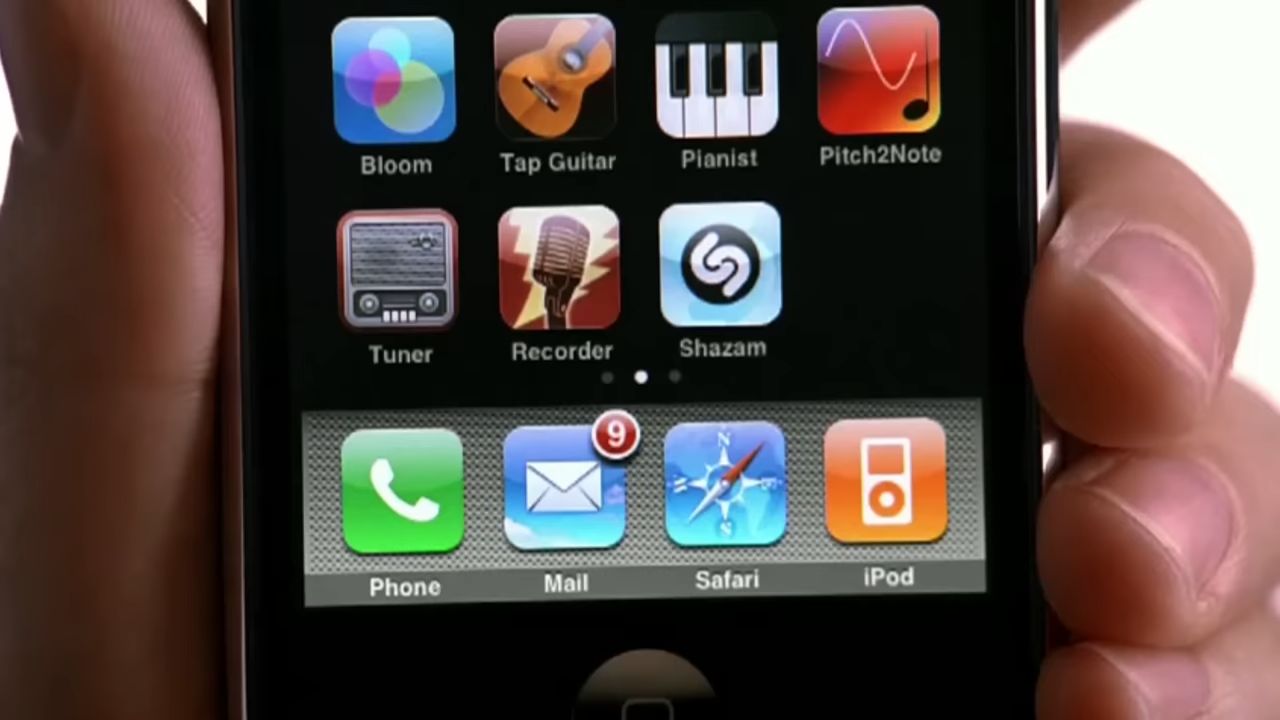 Bloom Tap Guitar Pianist Pitch2Note
Tuner Recorder Shazam
9
N
S
Phone Mail Safari iPod